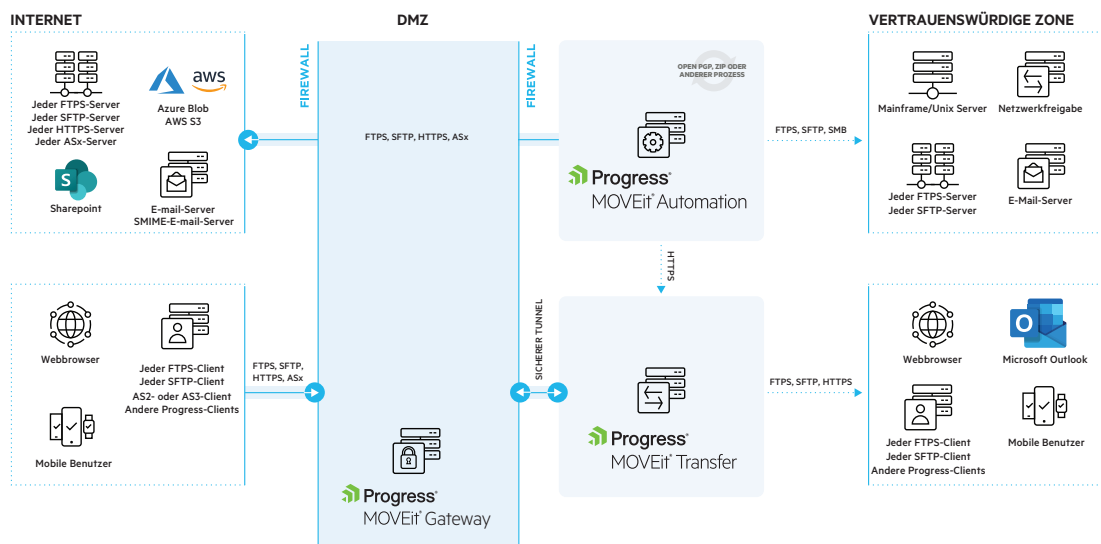 INTERNET
DMZ
VERTRAUENSWÜRDIGE ZONE
Jeder FTPS-Server
Jeder SFTP-Server
Jeder HTTPS-Server
Jeder ASx-Server
aws
Azure Blob
AWS S3
S
Sharepoint
E-mail-Server
SMIME-E-mail-Server
FIREWALL
FIREWALL
FTPS, SFTP, HTTPS, ASx
OPEN PGP, ZIP ODER
ANDERER PROZESS
Progress®
MOVEit® Automation
FTPS, SFTP, SMB
Mainframe/Unix Server
Netzwerkfreigabe
Jeder FTPS-Server
Jeder SFTP-Server
E-Mail-Server
HTTPS
Webbrowser
Jeder FTPS-Client
Jeder SFTP-Client
AS2- oder AS3-Client
Andere Progress-Clients
Mobile Benutzer
FTPS, SFTP,
HTTPS, ASx
Progress®
MOVEit® Gateway
SICHERER TUNNEL
Progress®
MOVEit® Transfer
FTPS, SFTP, HTTPS
Webbrowser
O
Microsoft Outlook
Jeder FTPS-Client
Jeder SFTP-Client
Andere Progress-Clients
Mobile Benutzer